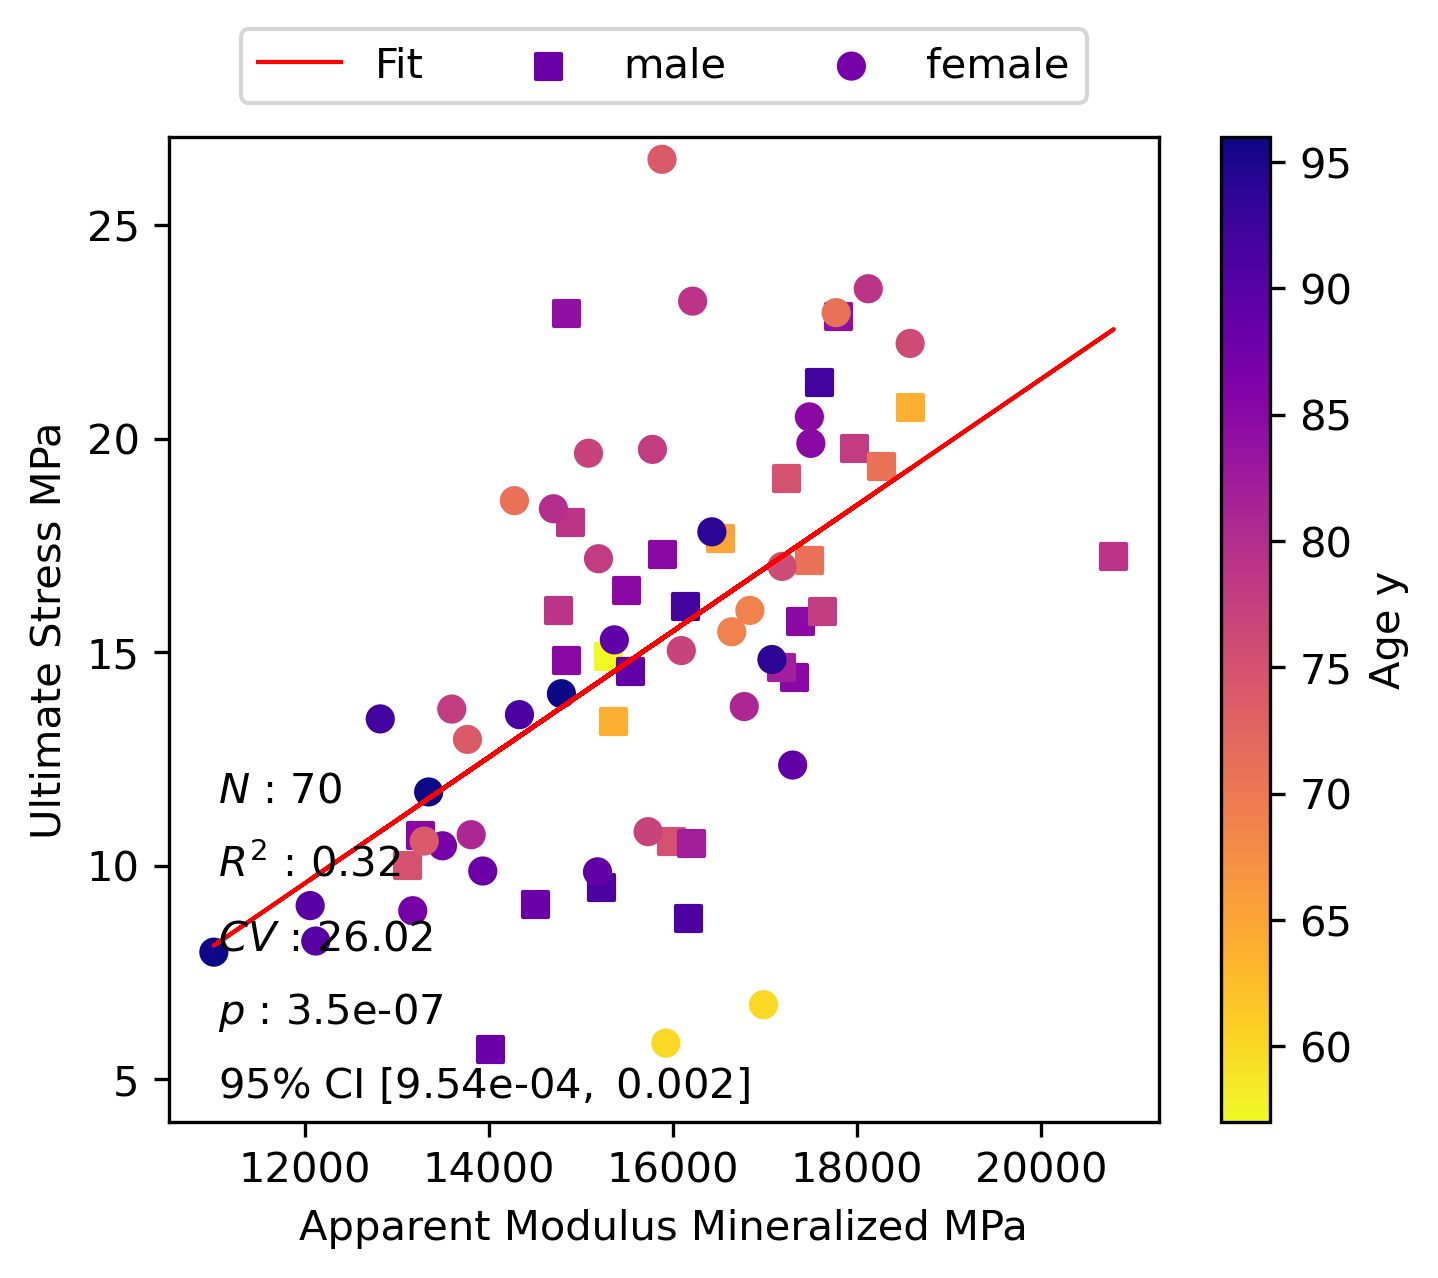 Fit male female
25
20
15
10
5
Ultimate Stress MPa
N : 70
R² : 0.32
CV : 26.02
p : 3.5e-07
95% CI [9.54e-04, 0.002]
12000 14000 16000 18000 20000
Apparent Modulus Mineralized MPa
95
90
85
80
75
70
65
60
Age y